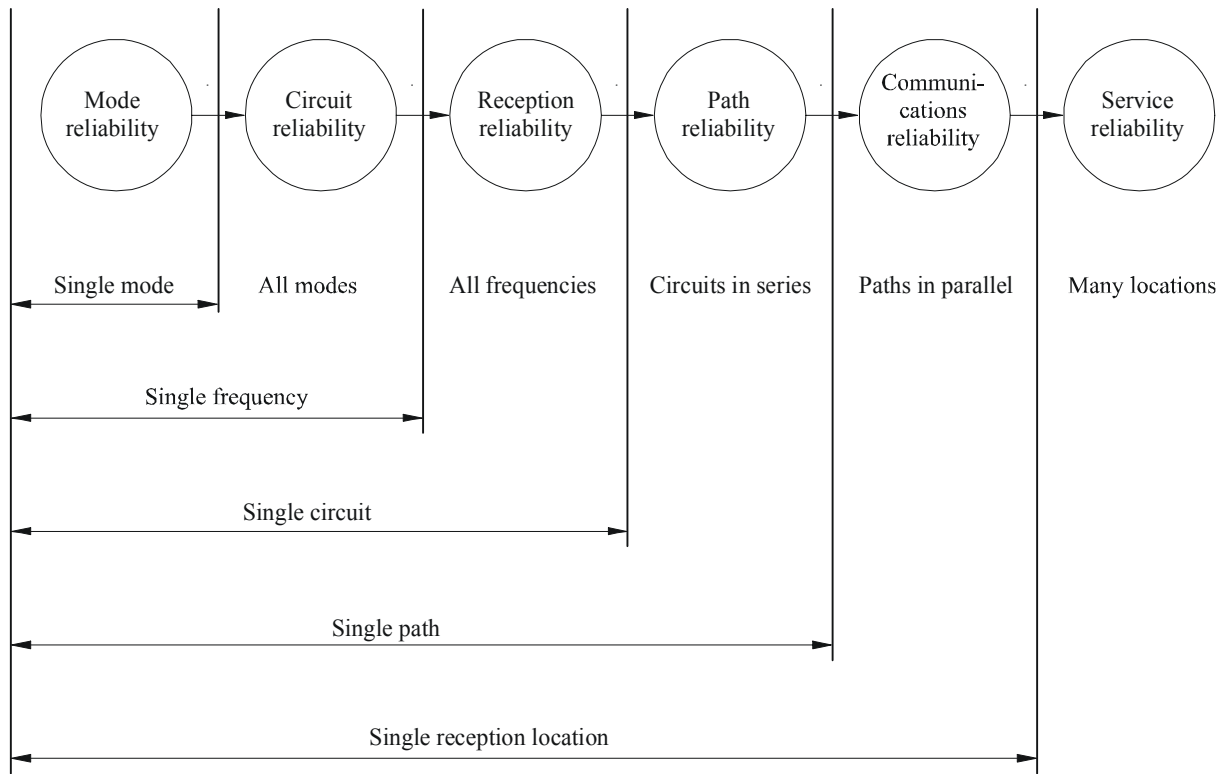 Mode
reliability
Circuit
reliability
Reception
reliability
Path
reliability
Communi-
cations
reliability
Service
reliability
Single mode
All modes
All frequencies
Circuits in series
Paths in parallel
Many locations
Single frequency
Single circuit
Single path
Single reception location